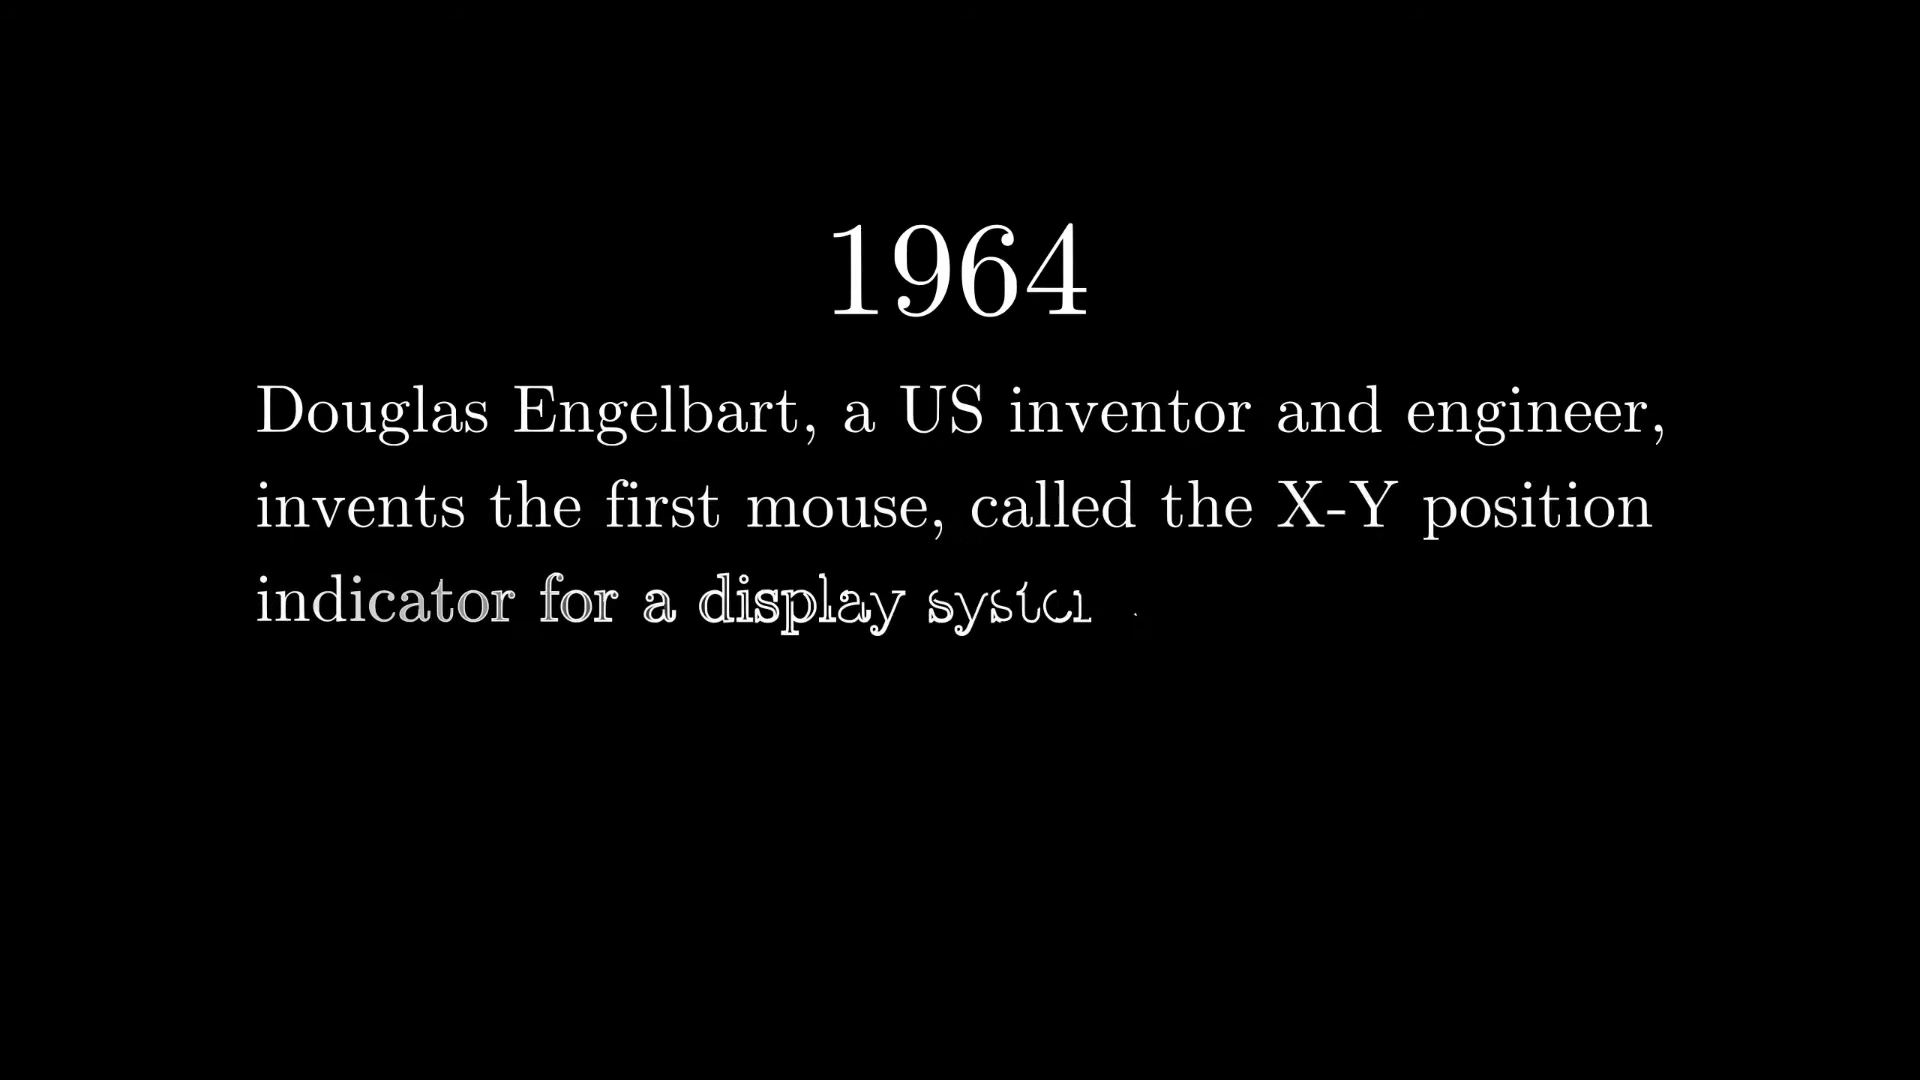 1964
Douglas Engelbart, a US inventor and engineer,
invents the first mouse, called the X-Y position
indicator for a display